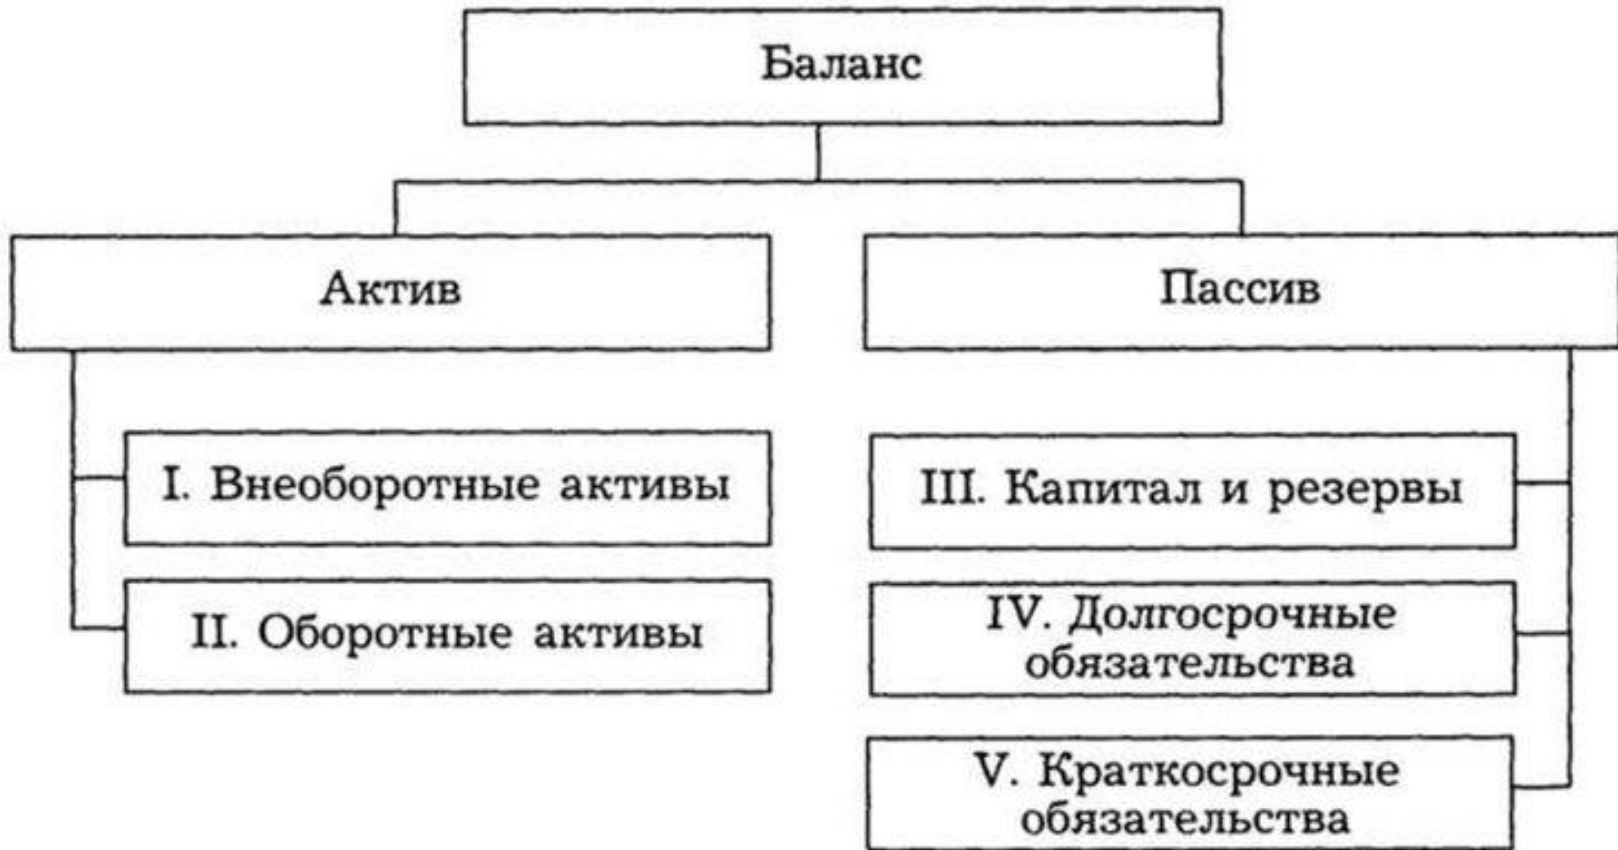 Баланс
Актив
Пассив
I. Внеоборотные активы
III. Капитал и резервы
II. Оборотные активы
IV. Долгосрочные
обязательства
V. Краткосрочные
обязательства